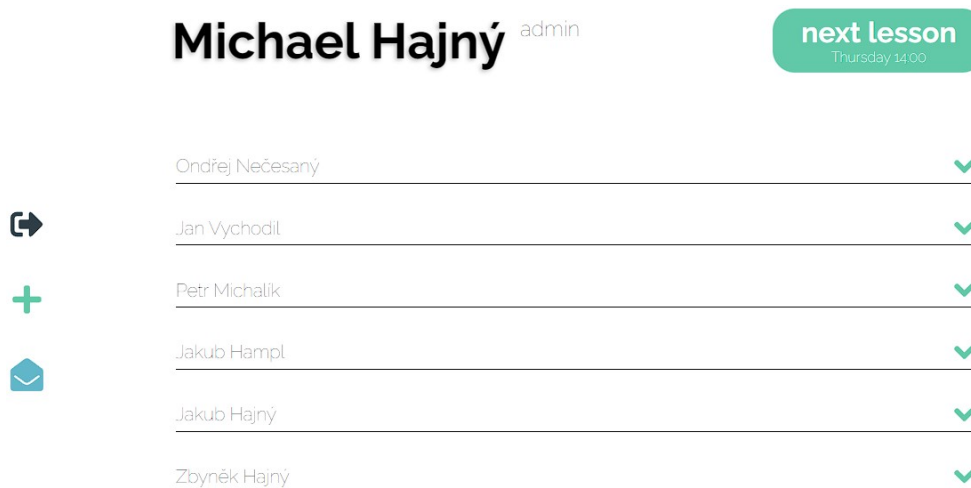 Michael Hajný admin
next lesson
Thursday 14:00
Ondřej Nečesaný
Jan Vychodil
Petr Michalík
Jakub Hampl
Jakub Hajný
Zbyněk Hajný